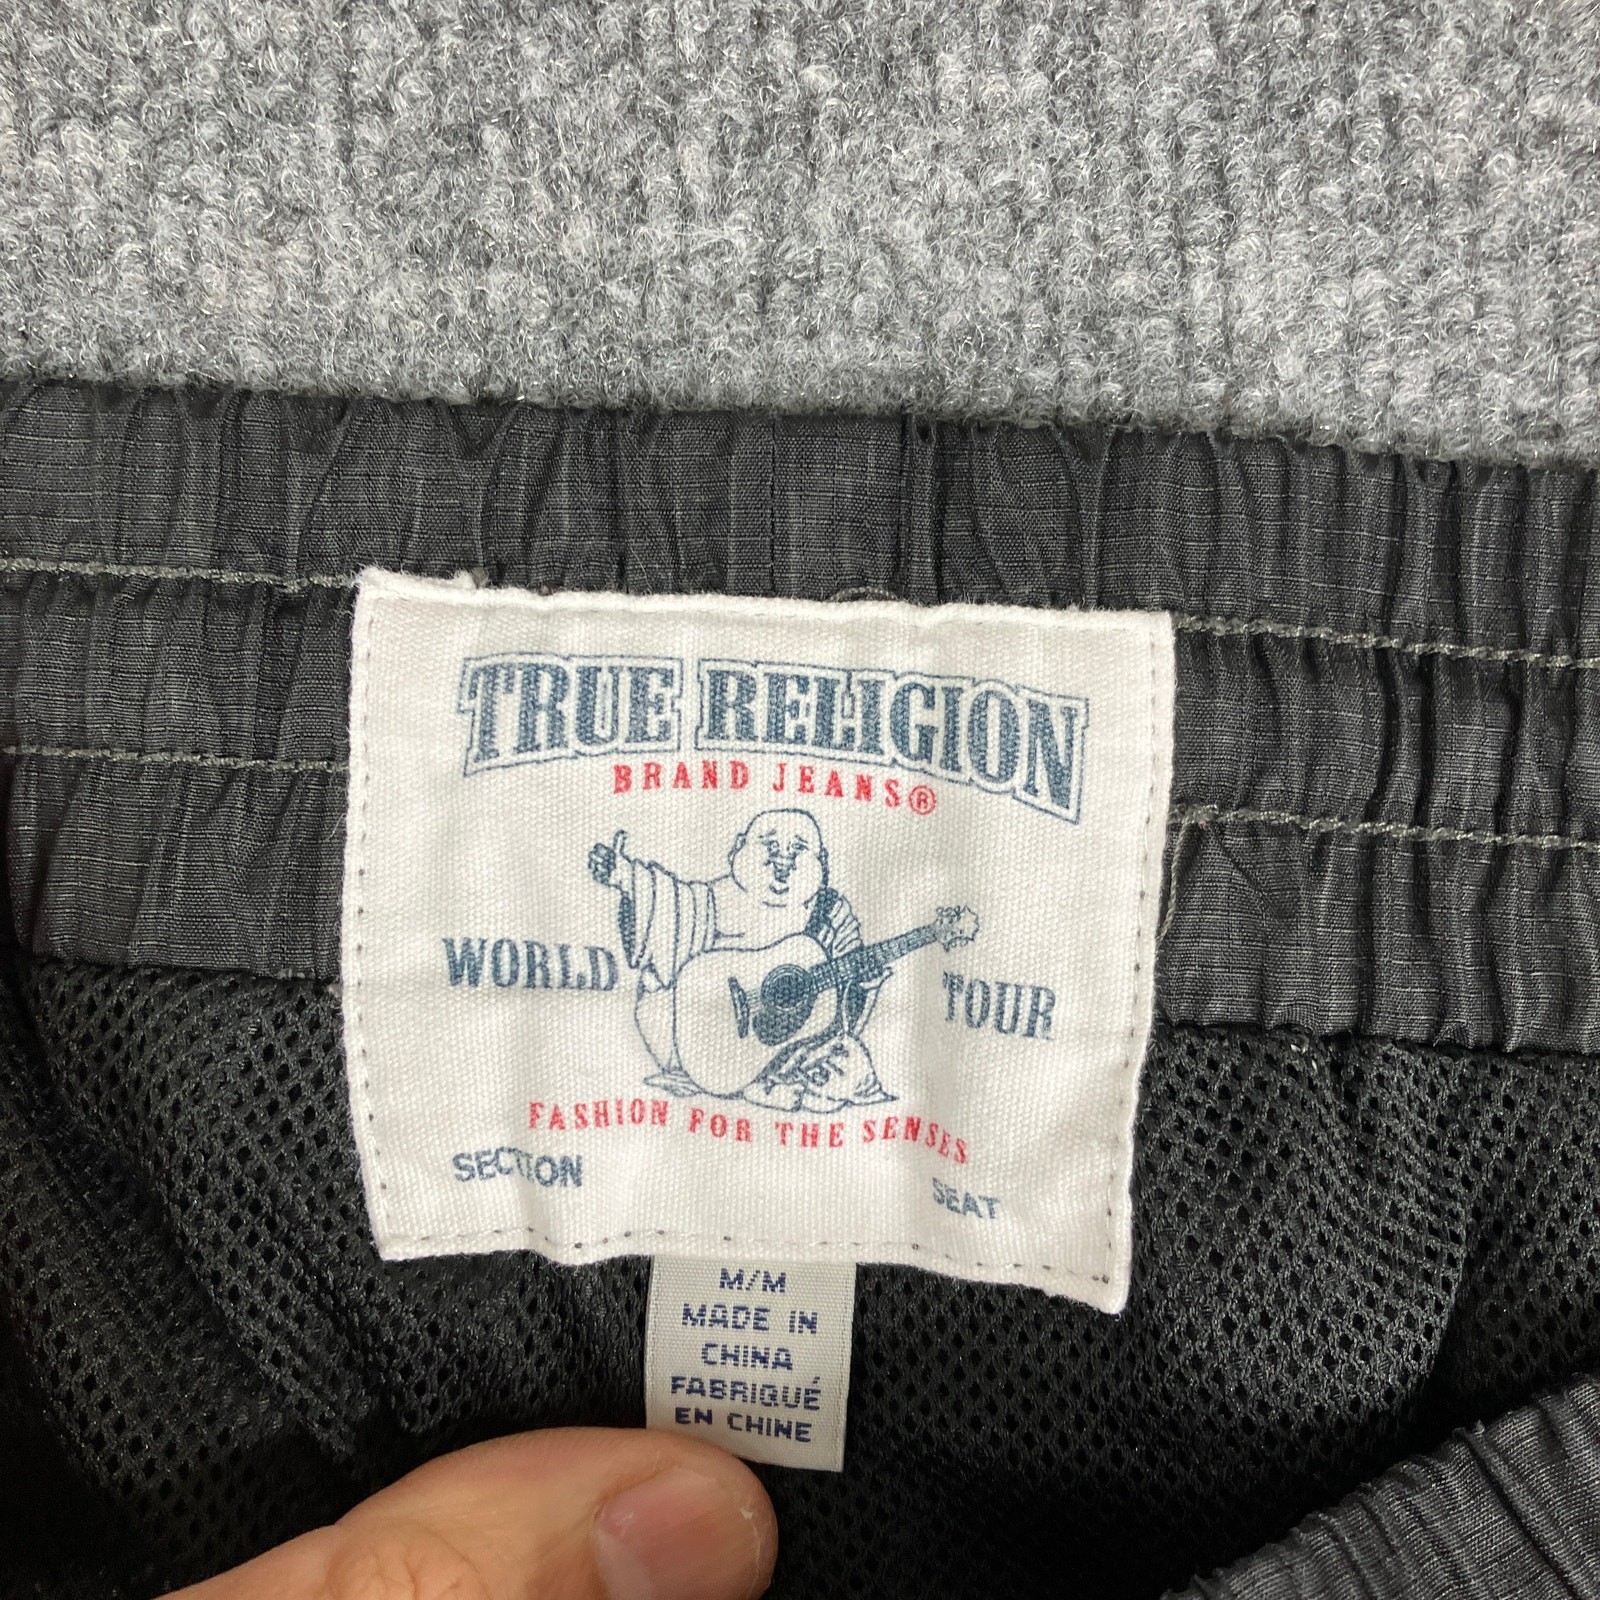 TRUE RELIGION
BRAND JEANS®
WORLD TOUR
FASHION FOR THE SENSES
SECTION SEAT
M/M
MADE IN
CHINA
FABRIQUÉ
EN CHINE